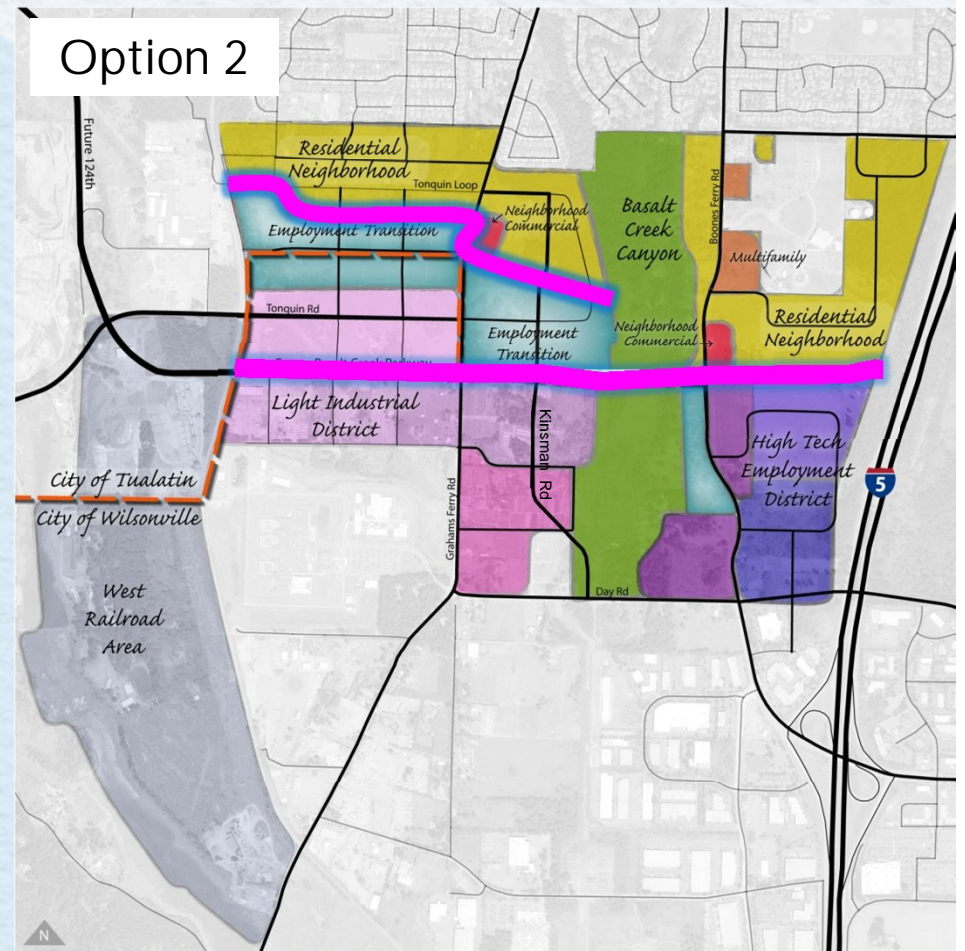 Option 2
Future 124th
Residential
Neighborhood
Tonquin Loop
Neighborhood
Commercial
Employment Transition
Basalt
Creek
Canyon
Boones Ferry Rd
Multifamily
Tonquin Rd
Employment
Transition
Neighborhood
Commercial
Residential
Neighborhood
Light Industrial
District
Kinsman Rd
High Tech
Employment
District
City of Tualatin
City of Wilsonville
5
Grahams Ferry Rd
West
Railroad
Area
Day Rd
N